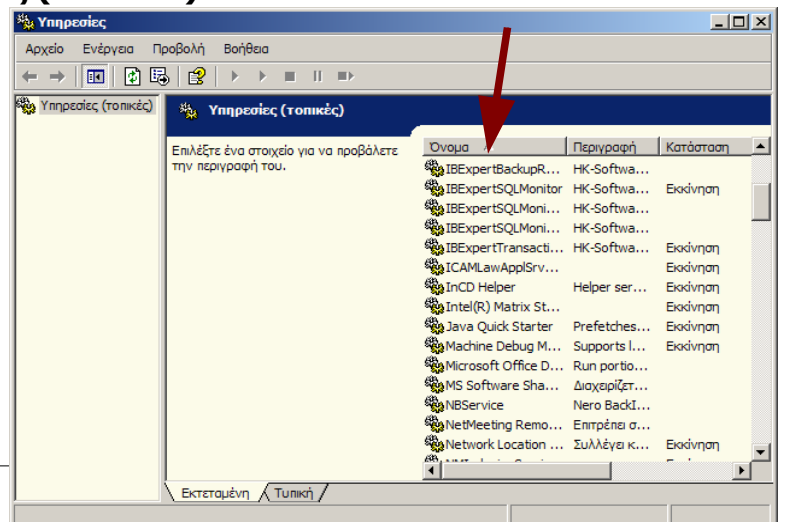 Υπηρεσίες
Αρχείο Ενέργεια Προβολή Βοήθεια
Υπηρεσίες (τοπικές)
Υπηρεσίες (τοπικές)
Επιλέξτε ένα στοιχείο για να προβάλετε
την περιγραφή του.
Όνομα Περιγραφή Κατάσταση
IBExpertBackupR... HK-Softwa...
IBExpertSQLMonitor HK-Softwa... Εκκίνηση
IBExpertSQLMoni... HK-Softwa...
IBExpertSQLMoni... HK-Softwa...
IBExpertTransacti... HK-Softwa... Εκκίνηση
ICAMLawApplSrv... Εκκίνηση
InCD Helper Helper ser... Εκκίνηση
Intel(R) Matrix St... Εκκίνηση
Java Quick Starter Prefetches... Εκκίνηση
Machine Debug M... Supports l... Εκκίνηση
Microsoft Office D... Run portio...
MS Software Sha... Διαχειρίζετ...
NBService Nero BackI...
NetMeeting Remo... Επιτρέπει σ...
Network Location ... Συλλέγει κ... Εκκίνηση
Εκτεταμένη Τυπική